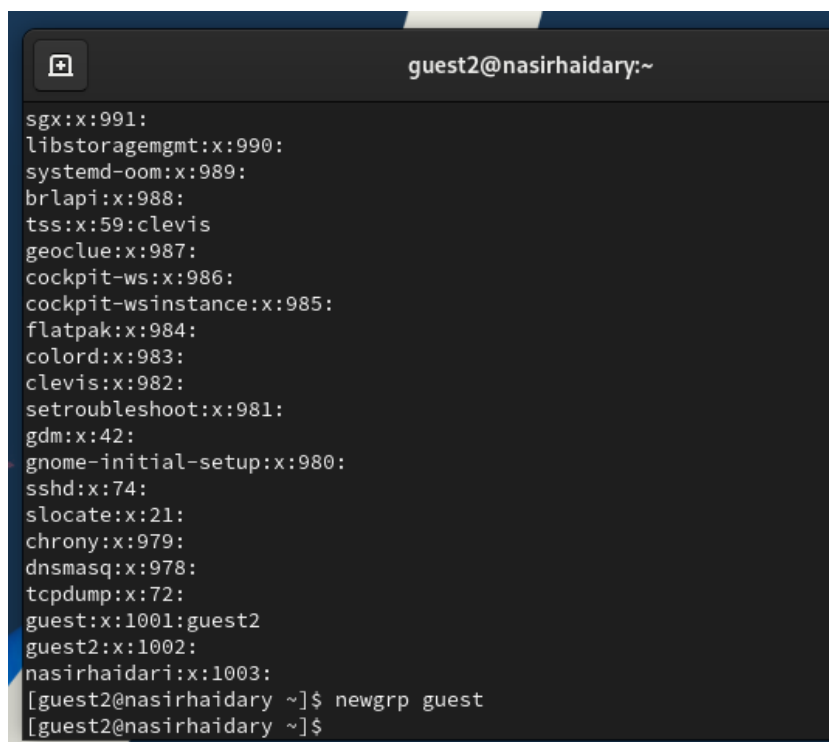 guest2@nasirhaidary:~
sgx:x:991:
libstoragemgmt:x:990:
systemd-oom:x:989:
brlapi:x:988:
tss:x:59:clevis
geoclue:x:987:
cockpit-ws:x:986:
cockpit-wsinstance:x:985:
flatpak:x:984:
colord:x:983:
clevis:x:982:
setroubleshoot:x:981:
gdm:x:42:
gnome-initial-setup:x:980:
sshd:x:74:
slocate:x:21:
chrony:x:979:
dnsmasq:x:978:
tcpdump:x:72:
guest:x:1001:guest2
guest2:x:1002:
nasirhaidari:x:1003:
[guest2@nasirhaidary ~]$ newgrp guest
[guest2@nasirhaidary ~]$